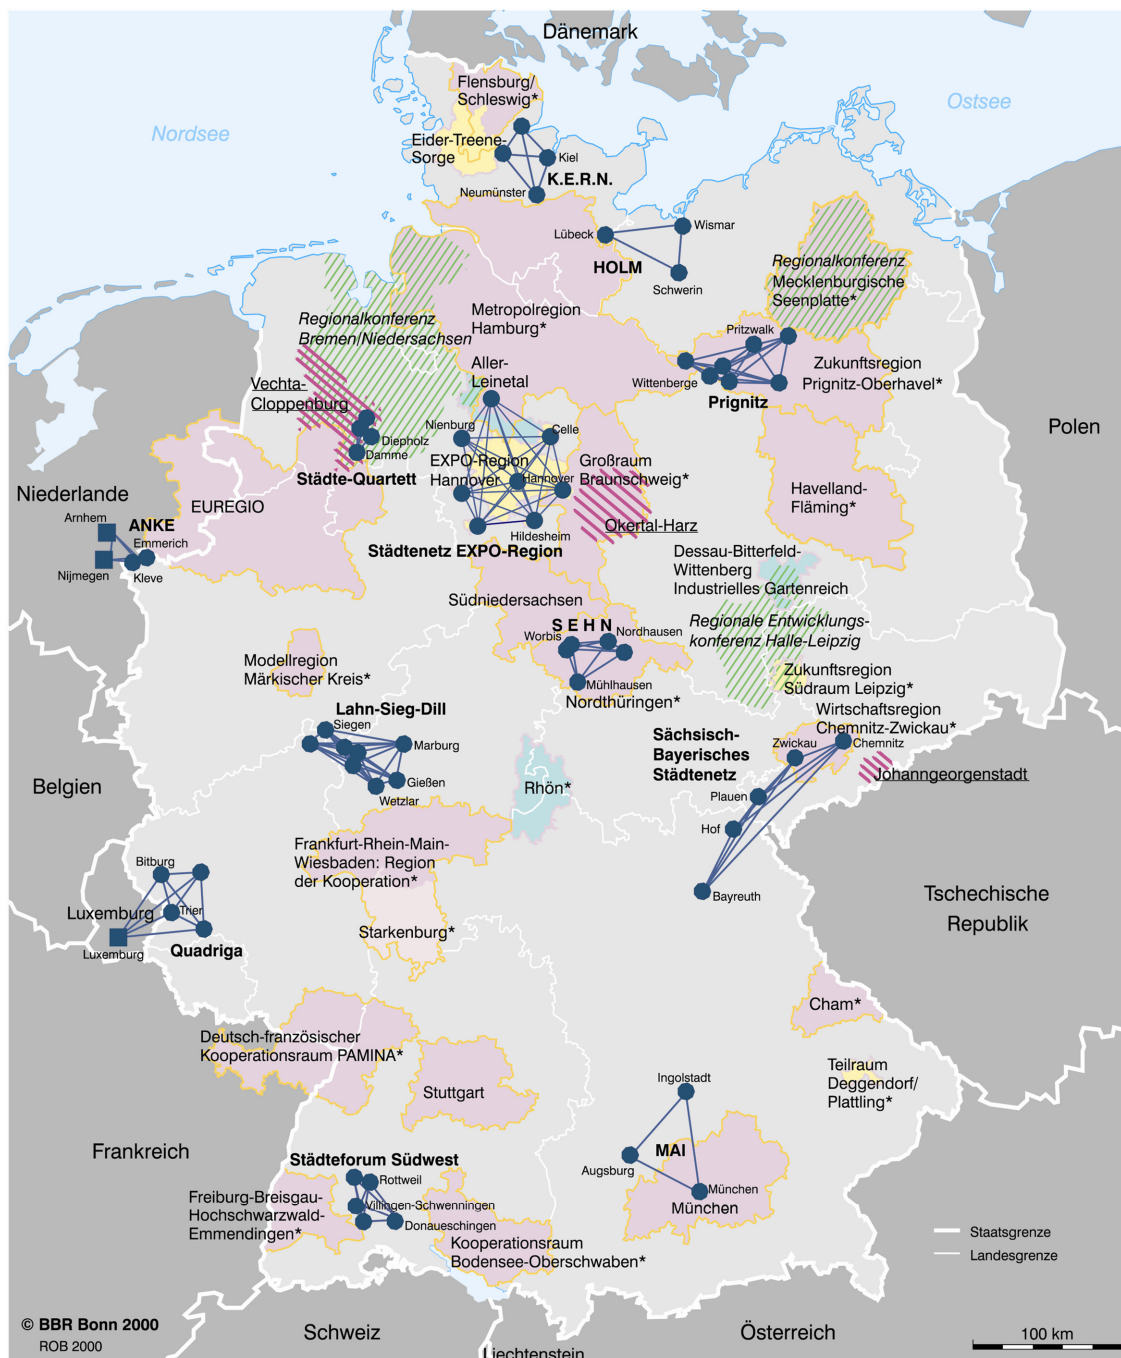 Dänemark
Nordsee
Ostsee
Flensburg/
Schleswig*
Eider-Treene-
Sorge
Kiel
K.E.R.N.
Neumünster
Lübeck
Wismar
HOLM
Schwerin
Regionalkonferenz
Mecklenburgische
Seenplatte*
Metropolregion
Hamburg*
Regionalkonferenz
Bremen/Niedersachsen
Pritzwalk
Zukunftsregion
Prignitz-Oberhavel*
Wittenberge
Prignitz
Aller-
Leinetal
Vechta-
Cloppenburg
Diepholz
Damme
Städte-Quartett
Nienburg
Celle
EXPO-Region
Hannover
Hannover
Hildesheim
Städtenetz EXPO-Region
Großraum
Braunschweig*
Okertal-Harz
Polen
Havelland-
Fläming*
Niederlande
EUREGIO
Arnhem
ANKE
Emmerich
Nijmegen
Kleve
Dessau-Bitterfeld-
Wittenberg
Industrielles Gartenreich
Südniedersachsen
Regionale Entwicklungs-
konferenz Halle-Leipzig
S E H N
Worbis
Nordhausen
Mühlhausen
Nordthüringen*
Zukunftsregion
Südraum Leipzig*
Modellregion
Märkischer Kreis*
Wirtschaftsregion
Chemnitz-Zwickau*
Lahn-Sieg-Dill
Siegen
Marburg
Gießen
Wetzlar
Sächsisch-
Bayerisches
Städtenetz
Zwickau
Chemnitz
Johanngeorgenstadt
Plauen
Hof
Bayreuth
Belgien
Rhön*
Frankfurt-Rhein-Main-
Wiesbaden: Region
der Kooperation*
Starkenburg*
Bitburg
Trier
Luxemburg
Luxemburg
Quadriga
Tschechische
Republik
Cham*
Deutsch-französischer
Kooperationsraum PAMINA*
Stuttgart
Teilraum
Deggendorf/
Plattling*
Ingolstadt
MAI
Augsburg
München
München
Frankreich
Städteforum Südwest
Rottweil
Villingen-Schwenningen
Donaueschingen
Freiburg-Breisgau-
Hochschwarzwald-
Emmendingen*
Kooperationsraum
Bodensee-Oberschwaben*
Staatsgrenze
Landesgrenze
© BBR Bonn 2000
ROB 2000
Schweiz
Österreich
Liechtenstein
100 km